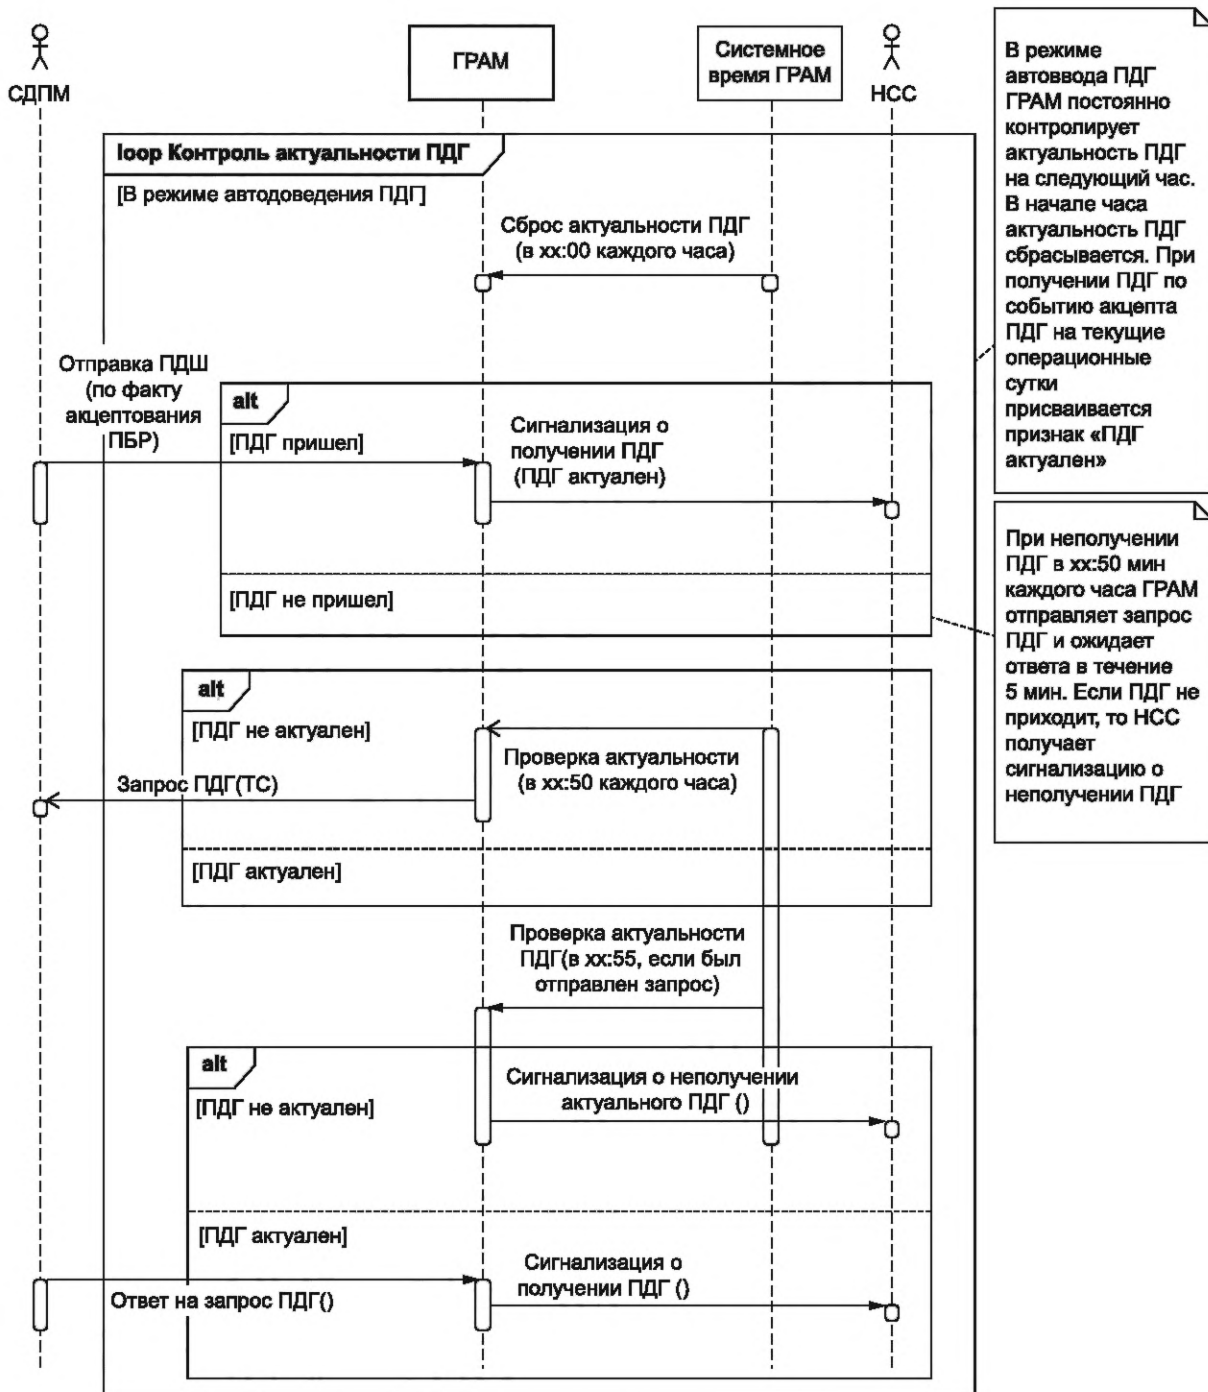 СДПМ
ГРАМ
Системное
время ГРАМ
НСС
В режиме
автоввода ПДГ
ГРАМ постоянно
контролирует
актуальность ПДГ
на следующий час.
В начале часа
актуальность ПДГ
сбрасывается. При
получении ПДГ по
событию акцепта
ПДГ на текущие
операционные
сутки
присваивается
признак «ПДГ
актуален»
loop Контроль актуальности ПДГ
[В режиме автодоведения ПДГ]
Сброс актуальности ПДГ
(в xx:00 каждого часа)
Отправка ПДШ
(по факту
акцептования
ПБР)
alt
[ПДГ пришел]
Сигнализация о
получении ПДГ
(ПДГ актуален)
[ПДГ не пришел]
При неполучении
ПДГ в xx:50 мин
каждого часа ГРАМ
отправляет запрос
ПДГ и ожидает
ответа в течение
5 мин. Если ПДГ не
приходит, то НСС
получает
сигнализацию о
неполучении ПДГ
alt
[ПДГ не актуален]
Проверка актуальности
(в xx:50 каждого часа)
Запрос ПДГ(ТС)
[ПДГ актуален]
Проверка актуальности
ПДГ(в xx:55, если был
отправлен запрос)
alt
[ПДГ не актуален]
Сигнализация о неполучении
актуального ПДГ ()
[ПДГ актуален]
Сигнализация о
получении ПДГ ()
Ответ на запрос ПДГ()